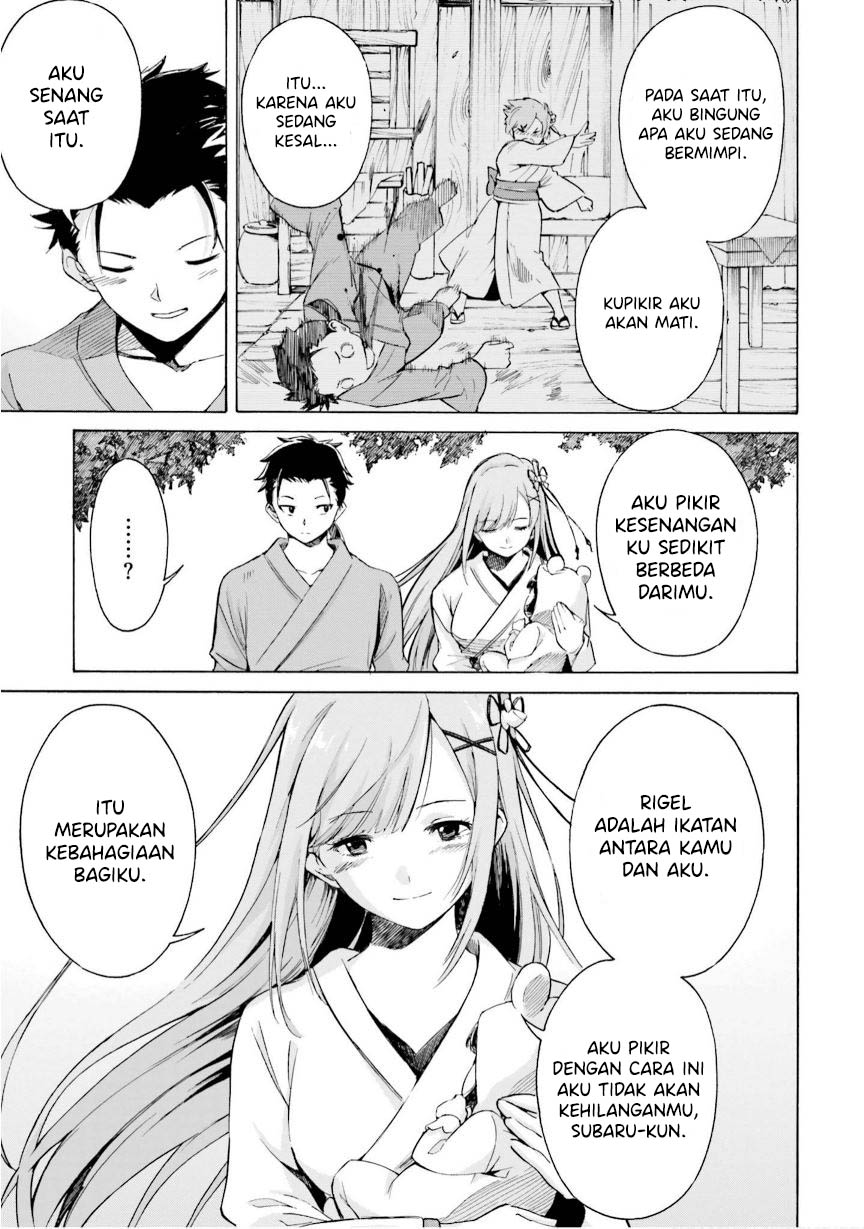 PADA SAAT ITU,
AKU BINGUNG
APA AKU SEDANG
BERMIMPI.
KUPIKIR AKU
AKAN MATI.
ITU...
KARENA AKU
SEDANG
KESAL...
AKU
SENANG
SAAT
ITU.
AKU PIKIR
KESENANGAN
KU SEDIKIT
BERBEDA
DARIMU.
......?
RIGEL
ADALAH IKATAN
ANTARA KAMU
DAN AKU.
AKU PIKIR
DENGAN CARA INI
AKU TIDAK AKAN
KEHILANGANMU,
SUBARU-KUN.
ITU
MERUPAKAN
KEBAHAGIAAN
BAGIKU.